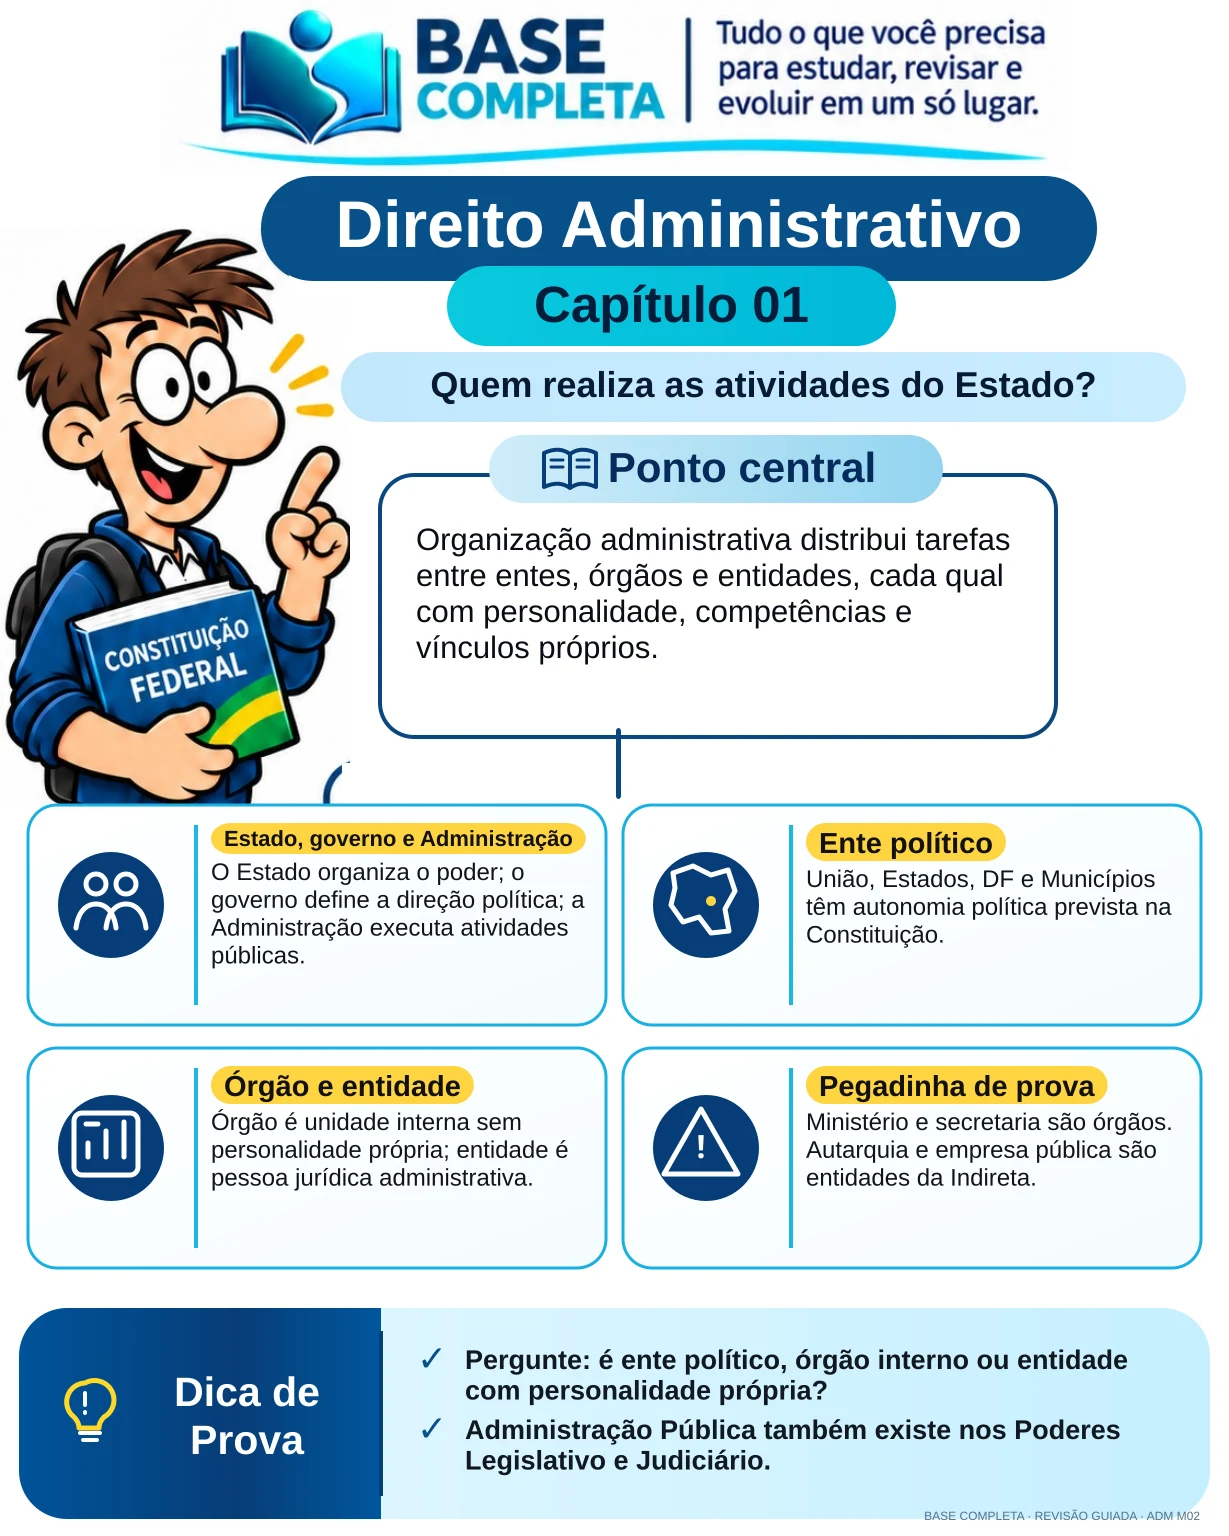 BASE
COMPLETA
Tudo o que você precisa
para estudar, revisar e
evoluir em um só lugar.
Direito Administrativo
Capítulo 01
Quem realiza as atividades do Estado?
Ponto central
Organização administrativa distribui tarefas
entre entes, órgãos e entidades, cada qual
com personalidade, competências e
vínculos próprios.
CONSTITUIÇÃO
FEDERAL
Estado, governo e Administração
O Estado organiza o poder; o
governo define a direção política; a
Administração executa atividades
públicas.
Ente político
União, Estados, DF e Municípios
têm autonomia política prevista na
Constituição.
Órgão e entidade
Órgão é unidade interna sem
personalidade própria; entidade é
pessoa jurídica administrativa.
Pegadinha de prova
Ministério e secretaria são órgãos.
Autarquia e empresa pública são
entidades da Indireta.
Dica de
Prova
✓ Pergunte: é ente político, órgão interno ou entidade
com personalidade própria?
✓ Administração Pública também existe nos Poderes
Legislativo e Judiciário.
BASE COMPLETA · REVISÃO GUIADA · ADM M02